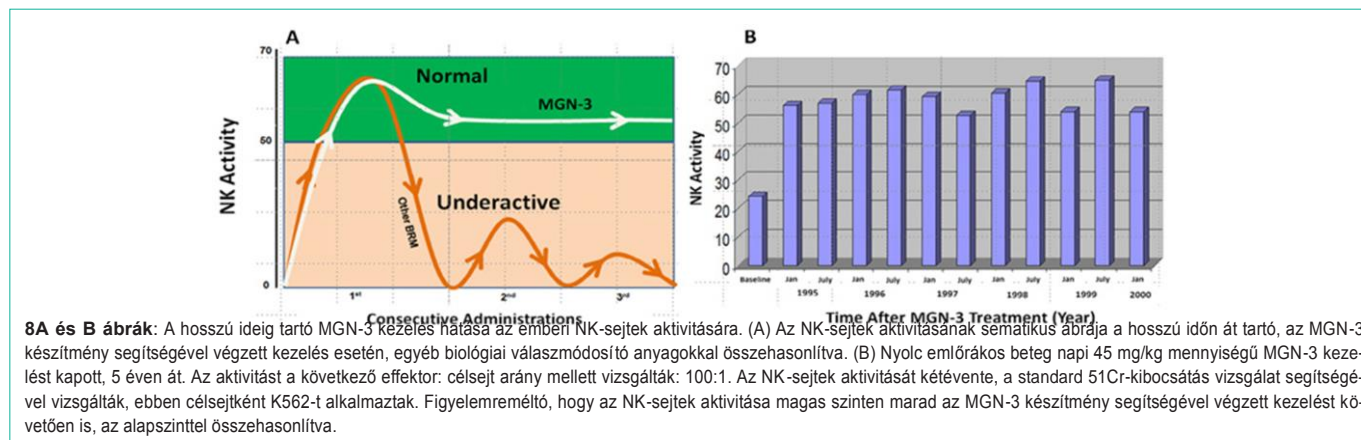 A
70
Normal
MGN-3
50
NK Activity
Underactive
Other BRM
0
1st 2nd 3rd
Consecutive Administrations
B
70
60
50
40
30
20
10
0
NK Activity
Baseline Jan July Jan July Jan July Jan July Jan July Jan
1995 1996 1997 1998 1999 2000
Time After MGN-3 Treatment (Year)
8A és B ábrák: A hosszú ideig tartó MGN-3 kezelés hatása az emberi NK-sejtek aktivitására. (A) Az NK-sejtek aktivitásának sematikus ábrája a hosszú időn át tartó, az MGN-3
készítmény segítségével végzett kezelés esetén, egyéb biológiai válaszmódosító anyagokkal összehasonlítva. (B) Nyolc emlőrákos beteg napi 45 mg/kg mennyiségű MGN-3 keze-
lést kapott, 5 éven át. Az aktivitást a következő effektor: célsejt arány mellett vizsgálták: 100:1. Az NK-sejtek aktivitását kétévente, a standard 51Cr-kibocsátás vizsgálat segítségé-
vel vizsgálták, ebben célsejtként K562-t alkalmaztak. Figyelemreméltó, hogy az NK-sejtek aktivitása magas szinten marad az MGN-3 készítmény segítségével végzett kezelést kö-
vetően is, az alapszinttel összehasonlítva.